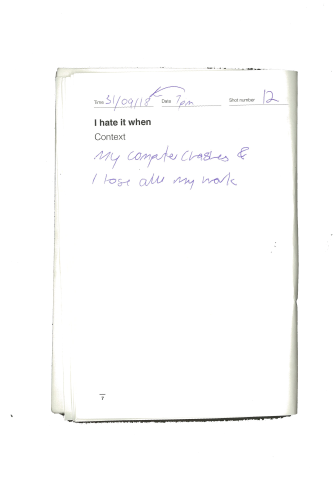 Time 31/09/18 Date 7pm Shot number 12
I hate it when
Context
My computer crashes &
I lose all my work
7